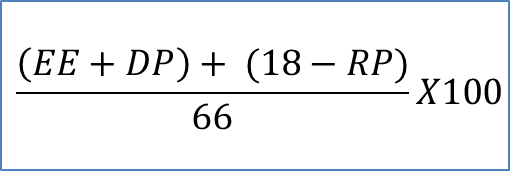 (EE + DP) + (18 − RP)
66
X100